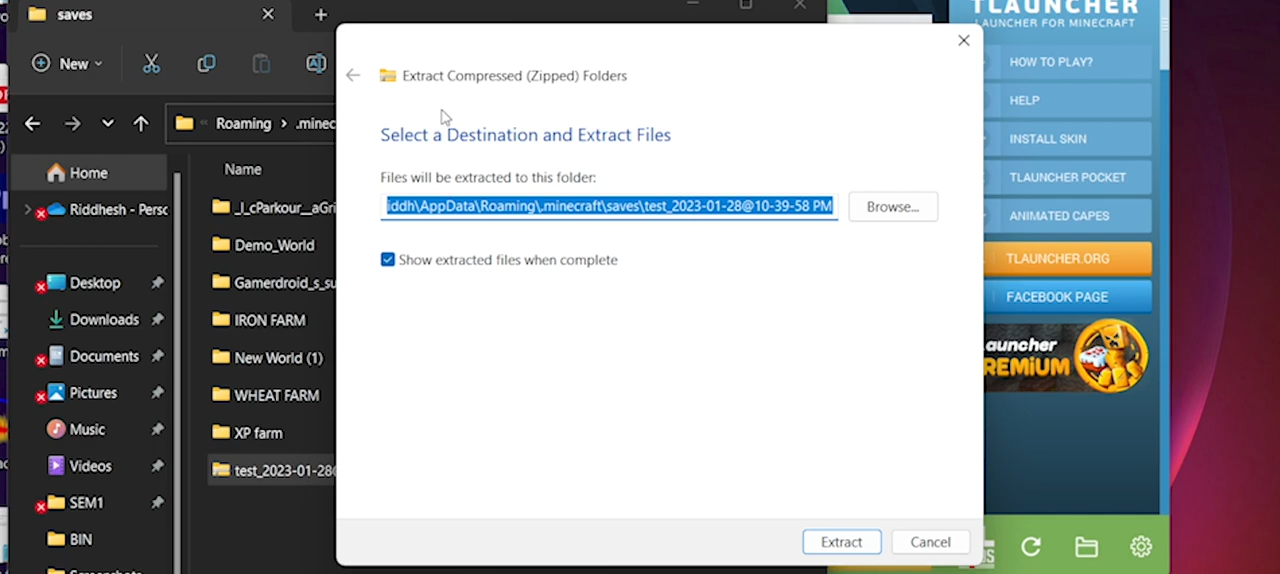 saves
New
Roaming > .minec
Home
Riddhesh - Persc
Desktop
Downloads
Documents
Pictures
Music
Videos
SEM1
BIN
Name
_I_cParkour__aGri
Demo_World
Gamerdroid_s_su
IRON FARM
New World (1)
WHEAT FARM
XP farm
test_2023-01-28@
Extract Compressed (Zipped) Folders
Select a Destination and Extract Files
Files will be extracted to this folder:
iddh\AppData\Roaming\.minecraft\saves\test_2023-01-28@10-39-58 PM
Browse...
Show extracted files when complete
Extract
Cancel
TLAUNCHER
LAUNCHER FOR MINECRAFT
HOW TO PLAY?
HELP
INSTALL SKIN
TLAUNCHER POCKET
ANIMATED CAPES
TLAUNCHER.ORG
FACEBOOK PAGE
auncher
REMIUM